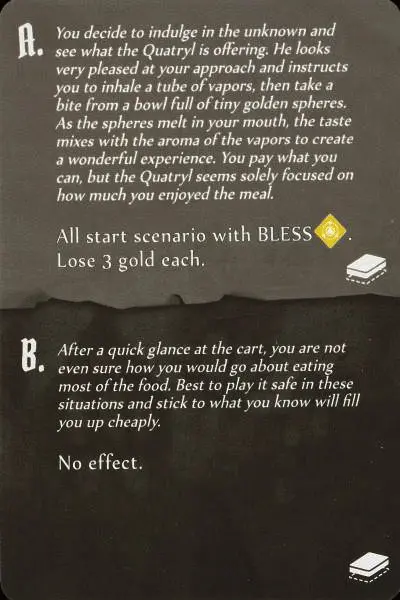 A. You decide to indulge in the unknown and
see what the Quatryl is offering. He looks
very pleased at your approach and instructs
you to inhale a tube of vapors, then take a
bite from a bowl full of tiny golden spheres.
As the spheres melt in your mouth, the taste
mixes with the aroma of the vapors to create
a wonderful experience. You pay what you
can, but the Quatryl seems solely focused on
how much you enjoyed the meal.
All start scenario with BLESS.
Lose 3 gold each.
B. After a quick glance at the cart, you are not
even sure how you would go about eating
most of the food. Best to play it safe in these
situations and stick to what you know will fill
you up cheaply.
No effect.